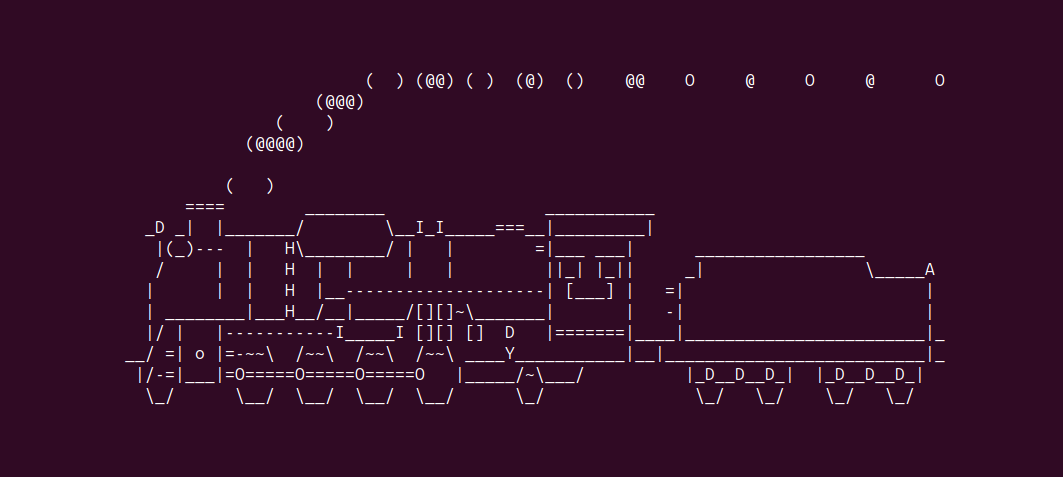 (  ) (@@) ( )  (@)  ()    @@    O     @     O     @      O
                   (@@@)
               (    )
            (@@@@)

          (   )
      ====        ________                ___________
  _D _|  |_______/        \__I_I_____===__|_________|
   |(_)---  |   H\________/ |   |        =|___ ___|      _________________
   /     |  |   H  |  |     |   |         ||_| |_||     _|                \_____A
  |      |  |   H  |__--------------------| [___] |   =|                        |
  | ________|___H__/__|_____/[][]~\_______|       |   -|                        |
  |/ |   |-----------I_____I [][] []  D   |=======|____|________________________|_
__/ =| o |=-~~\  /~~\  /~~\  /~~\ ____Y___________|__|__________________________|_
 |/-=|___|=O=====O=====O=====O   |_____/~\___/          |_D__D__D_|  |_D__D__D_|
  \_/      \__/  \__/  \__/  \__/      \_/               \_/   \_/    \_/   \_/